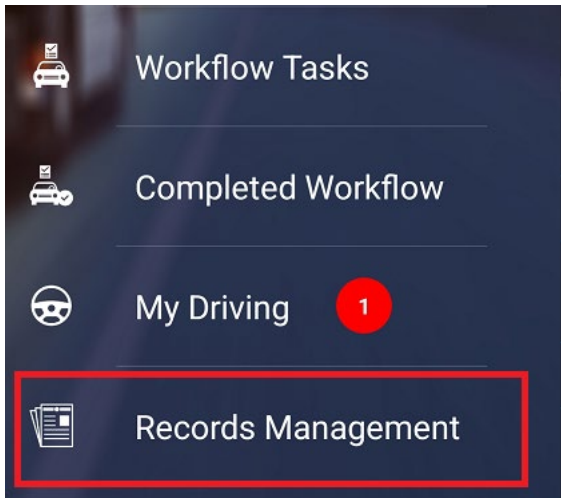 Workflow Tasks
Completed Workflow
My Driving 1
Records Management